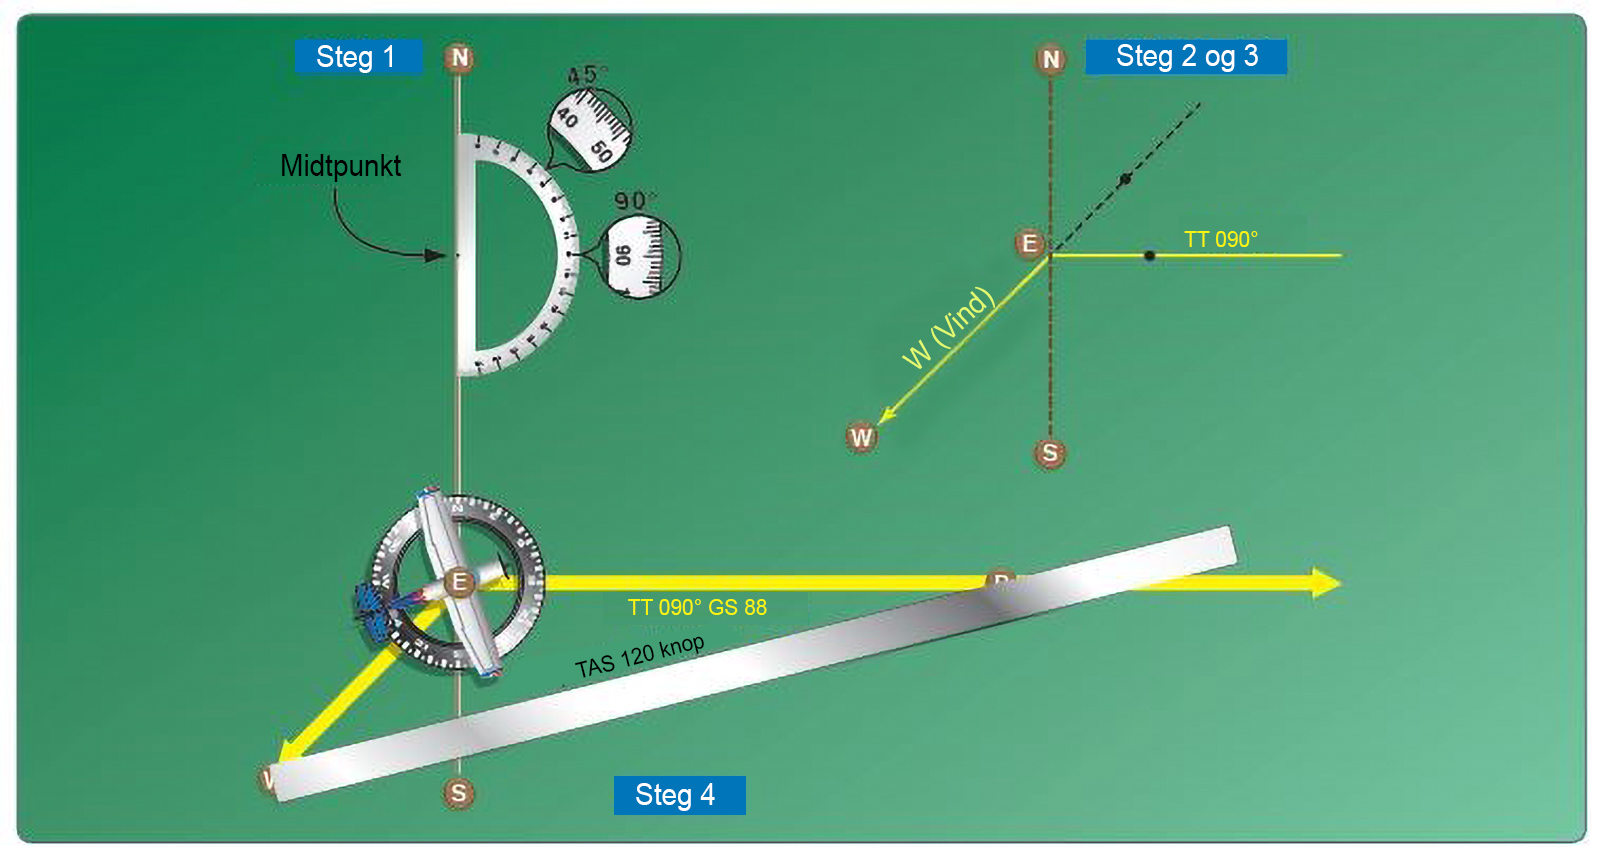 Steg 1
N
45°
40
50
Midtpunkt
90°
90
N
Steg 2 og 3
E
TT 090°
W (Vind)
W
S
N
E
TT 090° GS 88
TAS 120 knop
S
Steg 4